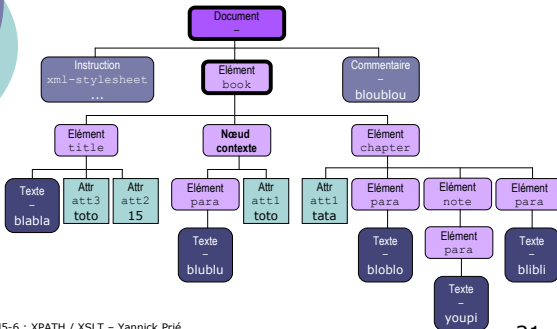 Document
–
Instruction
xml-stylesheet
...
Elément
book
Commentaire
–
bloublou
Elément
title
Nœud
contexte
Elément
chapter
Texte
–
blabla
Attr
att3
toto
Attr
att2
15
Elément
para
Attr
att1
toto
Attr
att1
tata
Elément
para
Elément
note
Elément
para
Texte
–
blublu
Texte
–
bloblo
Elément
para
Texte
–
blibli
Texte
–
youpi
5-6 : XPATH / XSLT – Yannick Prié